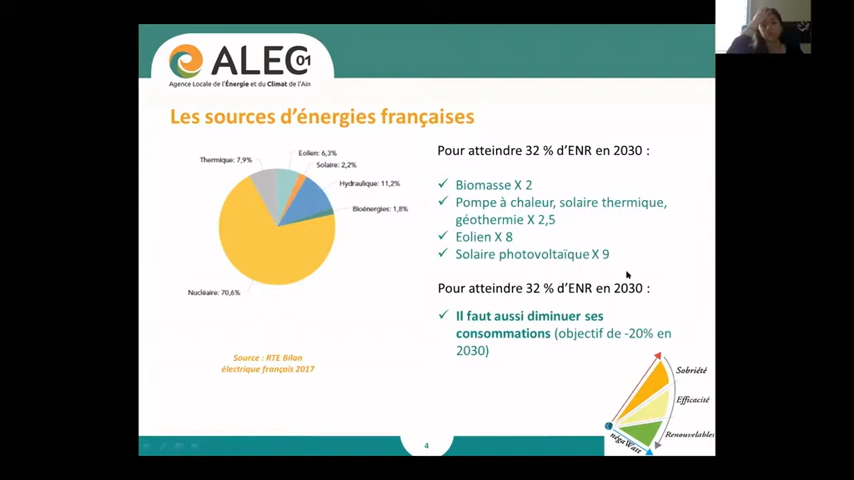 ALEC 01
Agence Locale de l'Énergie et du Climat de l'Ain
Les sources d'énergies françaises
Thermique: 7,9%
Eolien: 6,3%
Solaire: 2,2%
Hydraulique: 11,2%
Bioénergies: 1,8%
Nucléaire: 70,6%
Source : RTE Bilan
électrique français 2017
Pour atteindre 32 % d'ENR en 2030 :
✓ Biomasse X 2
✓ Pompe à chaleur, solaire thermique,
géothermie X 2,5
✓ Eolien X 8
✓ Solaire photovoltaïque X 9
Pour atteindre 32 % d'ENR en 2030 :
✓ Il faut aussi diminuer ses
consommations (objectif de -20% en
2030)
Sobriété
Efficacité
Renouvelables
négaWatt
4